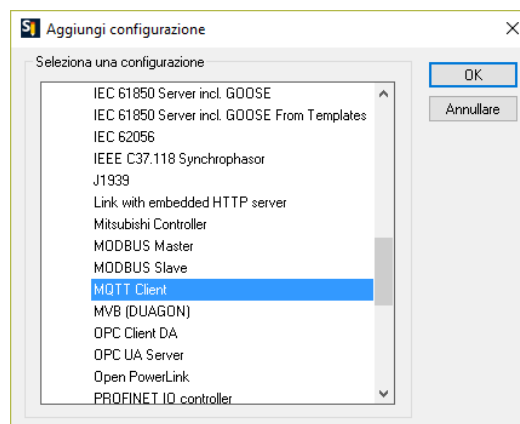 Aggiungi configurazione
Seleziona una configurazione
IEC 61850 Server incl. GOOSE
IEC 61850 Server incl. GOOSE From Templates
IEC 62056
IEEE C37.118 Synchrophasor
J1939
Link with embedded HTTP server
Mitsubishi Controller
MODBUS Master
MODBUS Slave
MQTT Client
MVB (DUAGON)
OPC Client DA
OPC UA Server
Open PowerLink
PROFINET IO controller
OK
Annullare